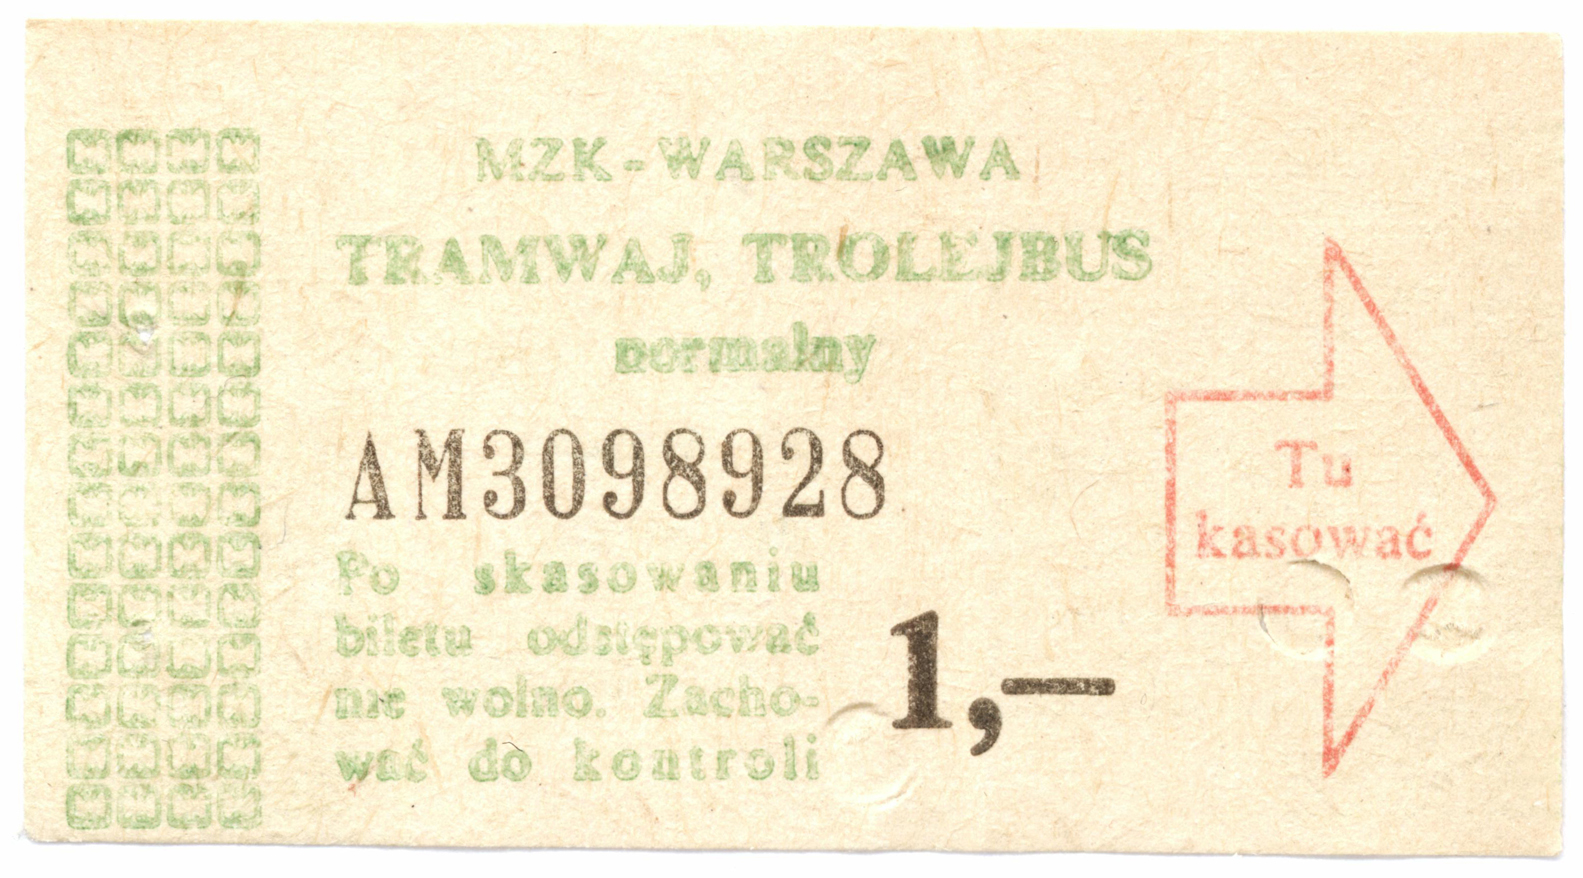 MZK-WARSZAWA
TRAMWAJ, TROLEJBUS
normalny
AM3098928
Po skasowaniu
biletu odstępować
nie wolno. Zacho-
wać do kontroli
1,—
Tu
kasować